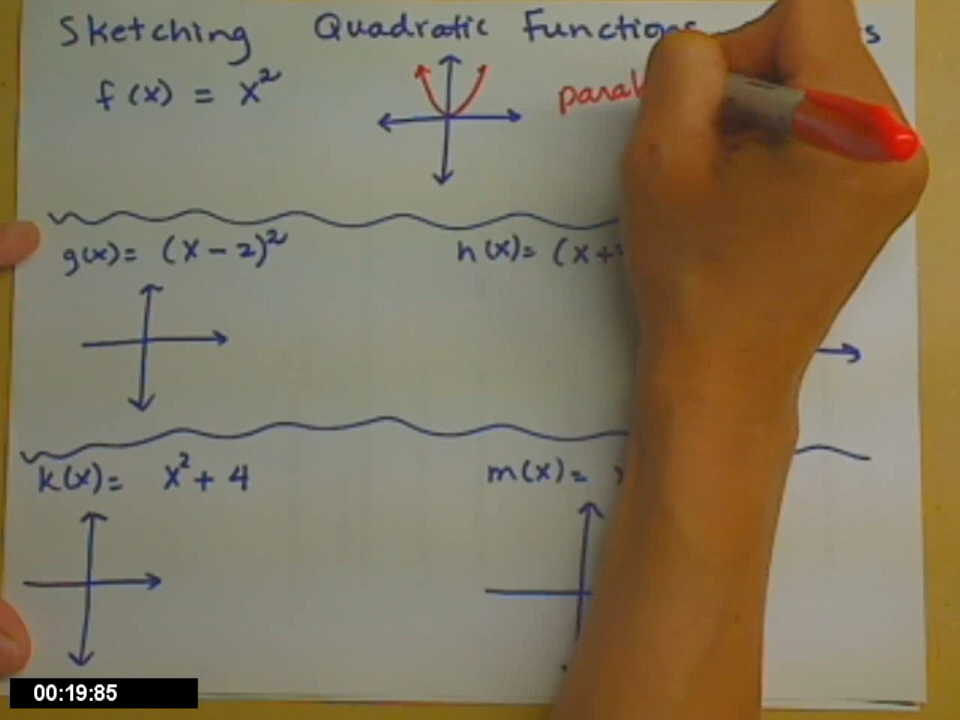 Sketching Quadratic Functions
f(x) = x²
g(x) = (x - 2)² h(x) = (x +
k(x) = x² + 4 m(x) =
00:19:85